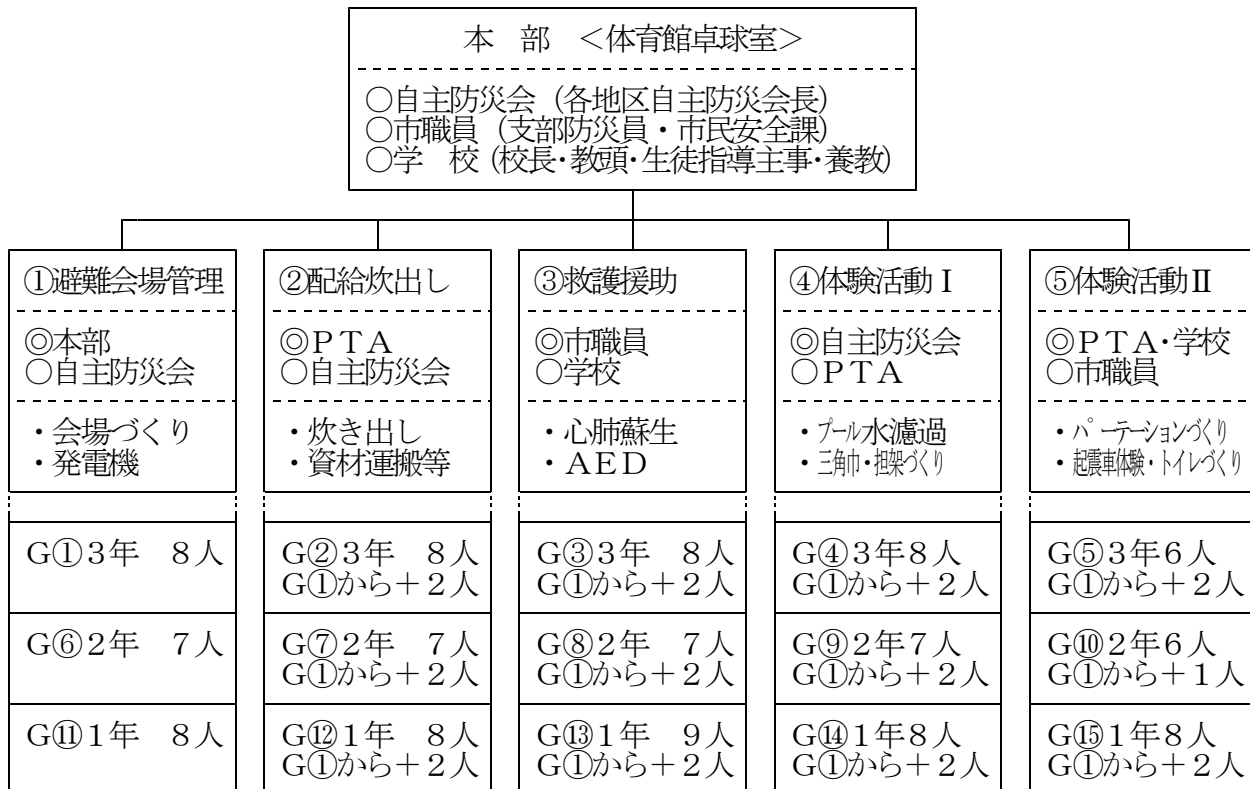 本　部　＜体育館卓球室＞
○自主防災会（各地区自主防災会長）
○市職員（支部防災員・市民安全課）
○学　校（校長・教頭・生徒指導主事・養教）
①避難会場管理
◎本部
○自主防災会
・会場づくり
・発電機
G①３年　８人
G⑥２年　７人
G⑪１年　８人
②配給炊出し
◎ＰＴＡ
○自主防災会
・炊き出し
・資材運搬等
G②３年　８人
G①から＋２人
G⑦２年　７人
G①から＋２人
G⑫１年　８人
G①から＋２人
③救護援助
◎市職員
○学校
・心肺蘇生
・ＡＥＤ
G③３年　８人
G①から＋２人
G⑧２年　７人
G①から＋２人
G⑬１年　９人
G①から＋２人
④体験活動Ⅰ
◎自主防災会
○ＰＴＡ
・プール水濾過
・三角巾・担架づくり
G④３年８人
G①から＋２人
G⑨２年７人
G①から＋２人
G⑭１年８人
G①から＋２人
⑤体験活動Ⅱ
◎ＰＴＡ・学校
○市職員
・パーテーションづくり
・起震車体験・トイレづくり
G⑤３年６人
G①から＋２人
G⑩２年６人
G①から＋１人
G⑮１年８人
G①から＋２人